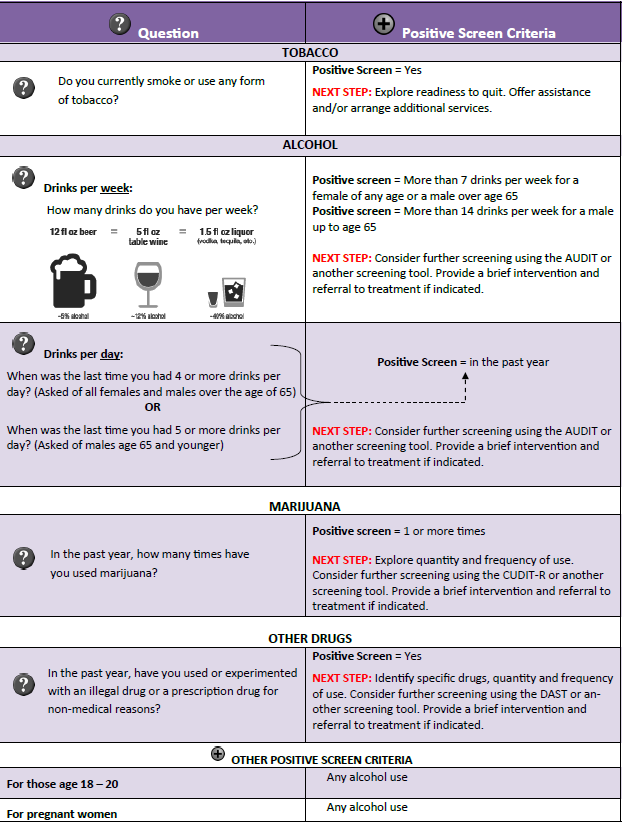 ? Question
+ Positive Screen Criteria
TOBACCO
? Do you currently smoke or use any form
of tobacco?
Positive Screen = Yes
NEXT STEP: Explore readiness to quit. Offer assistance
and/or arrange additional services.
ALCOHOL
? Drinks per week:
How many drinks do you have per week?
12 fl oz beer = 5 fl oz table wine = 1.5 fl oz liquor (vodka, tequila, etc.)
~5% alcohol ~12% alcohol ~40% alcohol
Positive screen = More than 7 drinks per week for a
female of any age or a male over age 65
Positive screen = More than 14 drinks per week for a male
up to age 65
NEXT STEP: Consider further screening using the AUDIT or
another screening tool. Provide a brief intervention and
referral to treatment if indicated.
? Drinks per day:
When was the last time you had 4 or more drinks per
day? (Asked of all females and males over the age of 65)
OR
When was the last time you had 5 or more drinks per
day? (Asked of males age 65 and younger)
Positive Screen = in the past year
NEXT STEP: Consider further screening using the AUDIT or
another screening tool. Provide a brief intervention and
referral to treatment if indicated.
MARIJUANA
? In the past year, how many times have
you used marijuana?
Positive screen = 1 or more times
NEXT STEP: Explore quantity and frequency of use.
Consider further screening using the CUDIT-R or another
screening tool. Provide a brief intervention and referral to
treatment if indicated.
OTHER DRUGS
? In the past year, have you used or experimented
with an illegal drug or a prescription drug for
non-medical reasons?
Positive Screen = Yes
NEXT STEP: Identify specific drugs, quantity and frequency
of use. Consider further screening using the DAST or an-
other screening tool. Provide a brief intervention and
referral to treatment if indicated.
+ OTHER POSITIVE SCREEN CRITERIA
For those age 18 – 20
Any alcohol use
For pregnant women
Any alcohol use